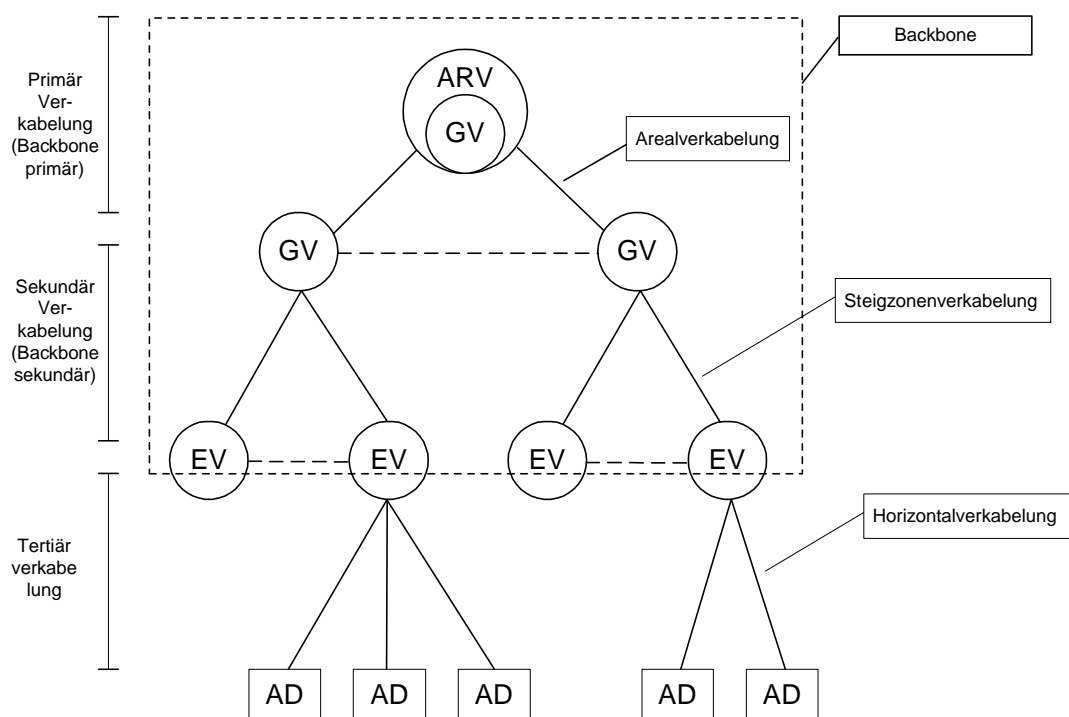 Backbone
Primär
Ver-
kabelung
(Backbone
primär)
ARV
GV
Arealverkabelung
GV
GV
Sekundär
Ver-
kabelung
(Backbone
sekundär)
Steigzonenverkabelung
EV
EV
EV
EV
Horizontalverkabelung
Tertiär
verkabe
lung
AD
AD
AD
AD
AD